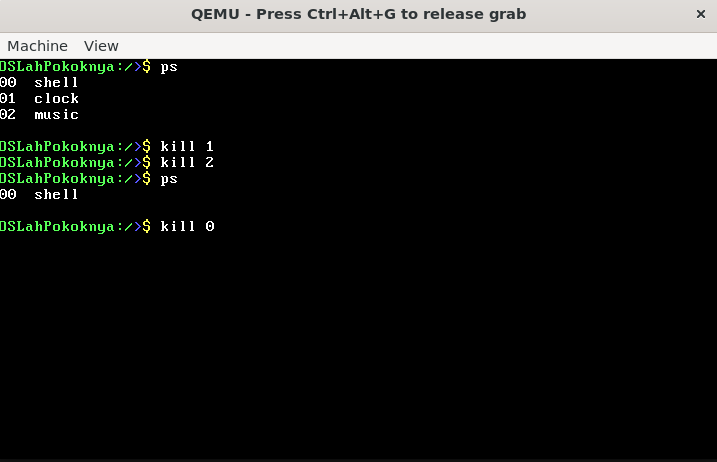 QEMU - Press Ctrl+Alt+G to release grab ×
Machine View
OSLahPokoknya:/>$ ps
00 shell
01 clock
02 music
OSLahPokoknya:/>$ kill 1
OSLahPokoknya:/>$ kill 2
OSLahPokoknya:/>$ ps
00 shell
OSLahPokoknya:/>$ kill 0